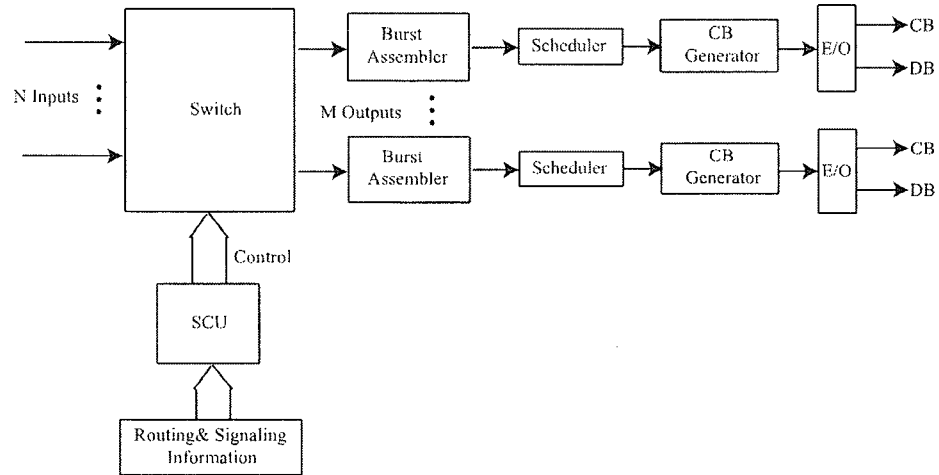 Burst
Assembler
Scheduler
CB
Generator
E/O
CB
DB
N Inputs
Switch
M Outputs
Burst
Assembler
Scheduler
CB
Generator
E/O
CB
DB
Control
SCU
Routing& Signaling
Information